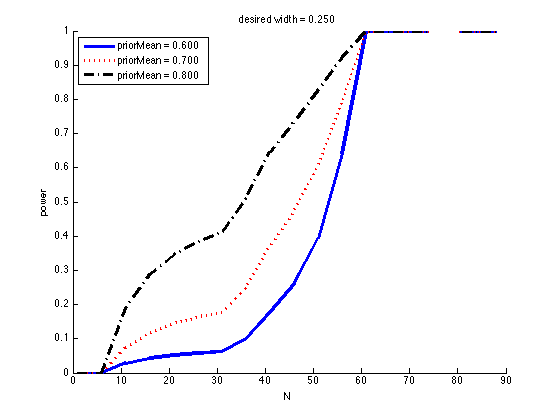 desired width = 0.250
priorMean = 0.600
priorMean = 0.700
priorMean = 0.800
power
1
0.9
0.8
0.7
0.6
0.5
0.4
0.3
0.2
0.1
0
0 10 20 30 40 50 60 70 80 90
N